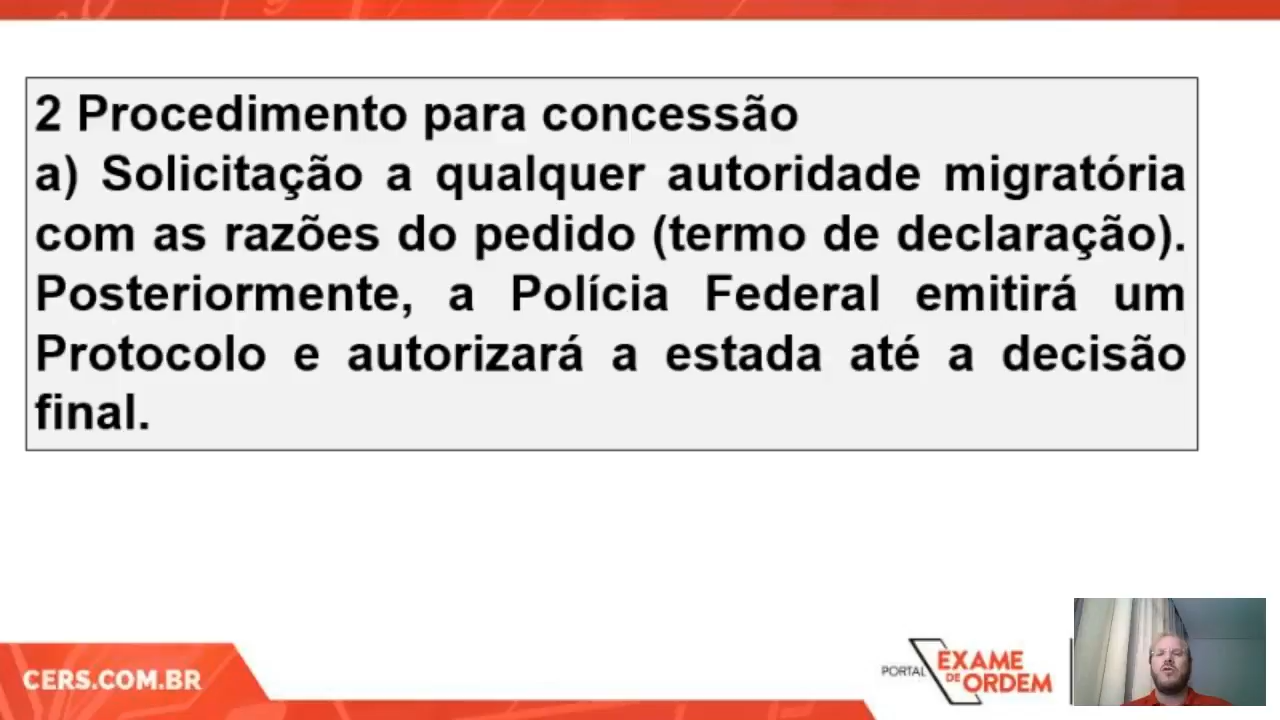 2 Procedimento para concessão
a) Solicitação a qualquer autoridade migratória
com as razões do pedido (termo de declaração).
Posteriormente, a Polícia Federal emitirá um
Protocolo e autorizará a estada até a decisão
final.
CERS.COM.BR
PORTAL EXAME
DE ORDEM